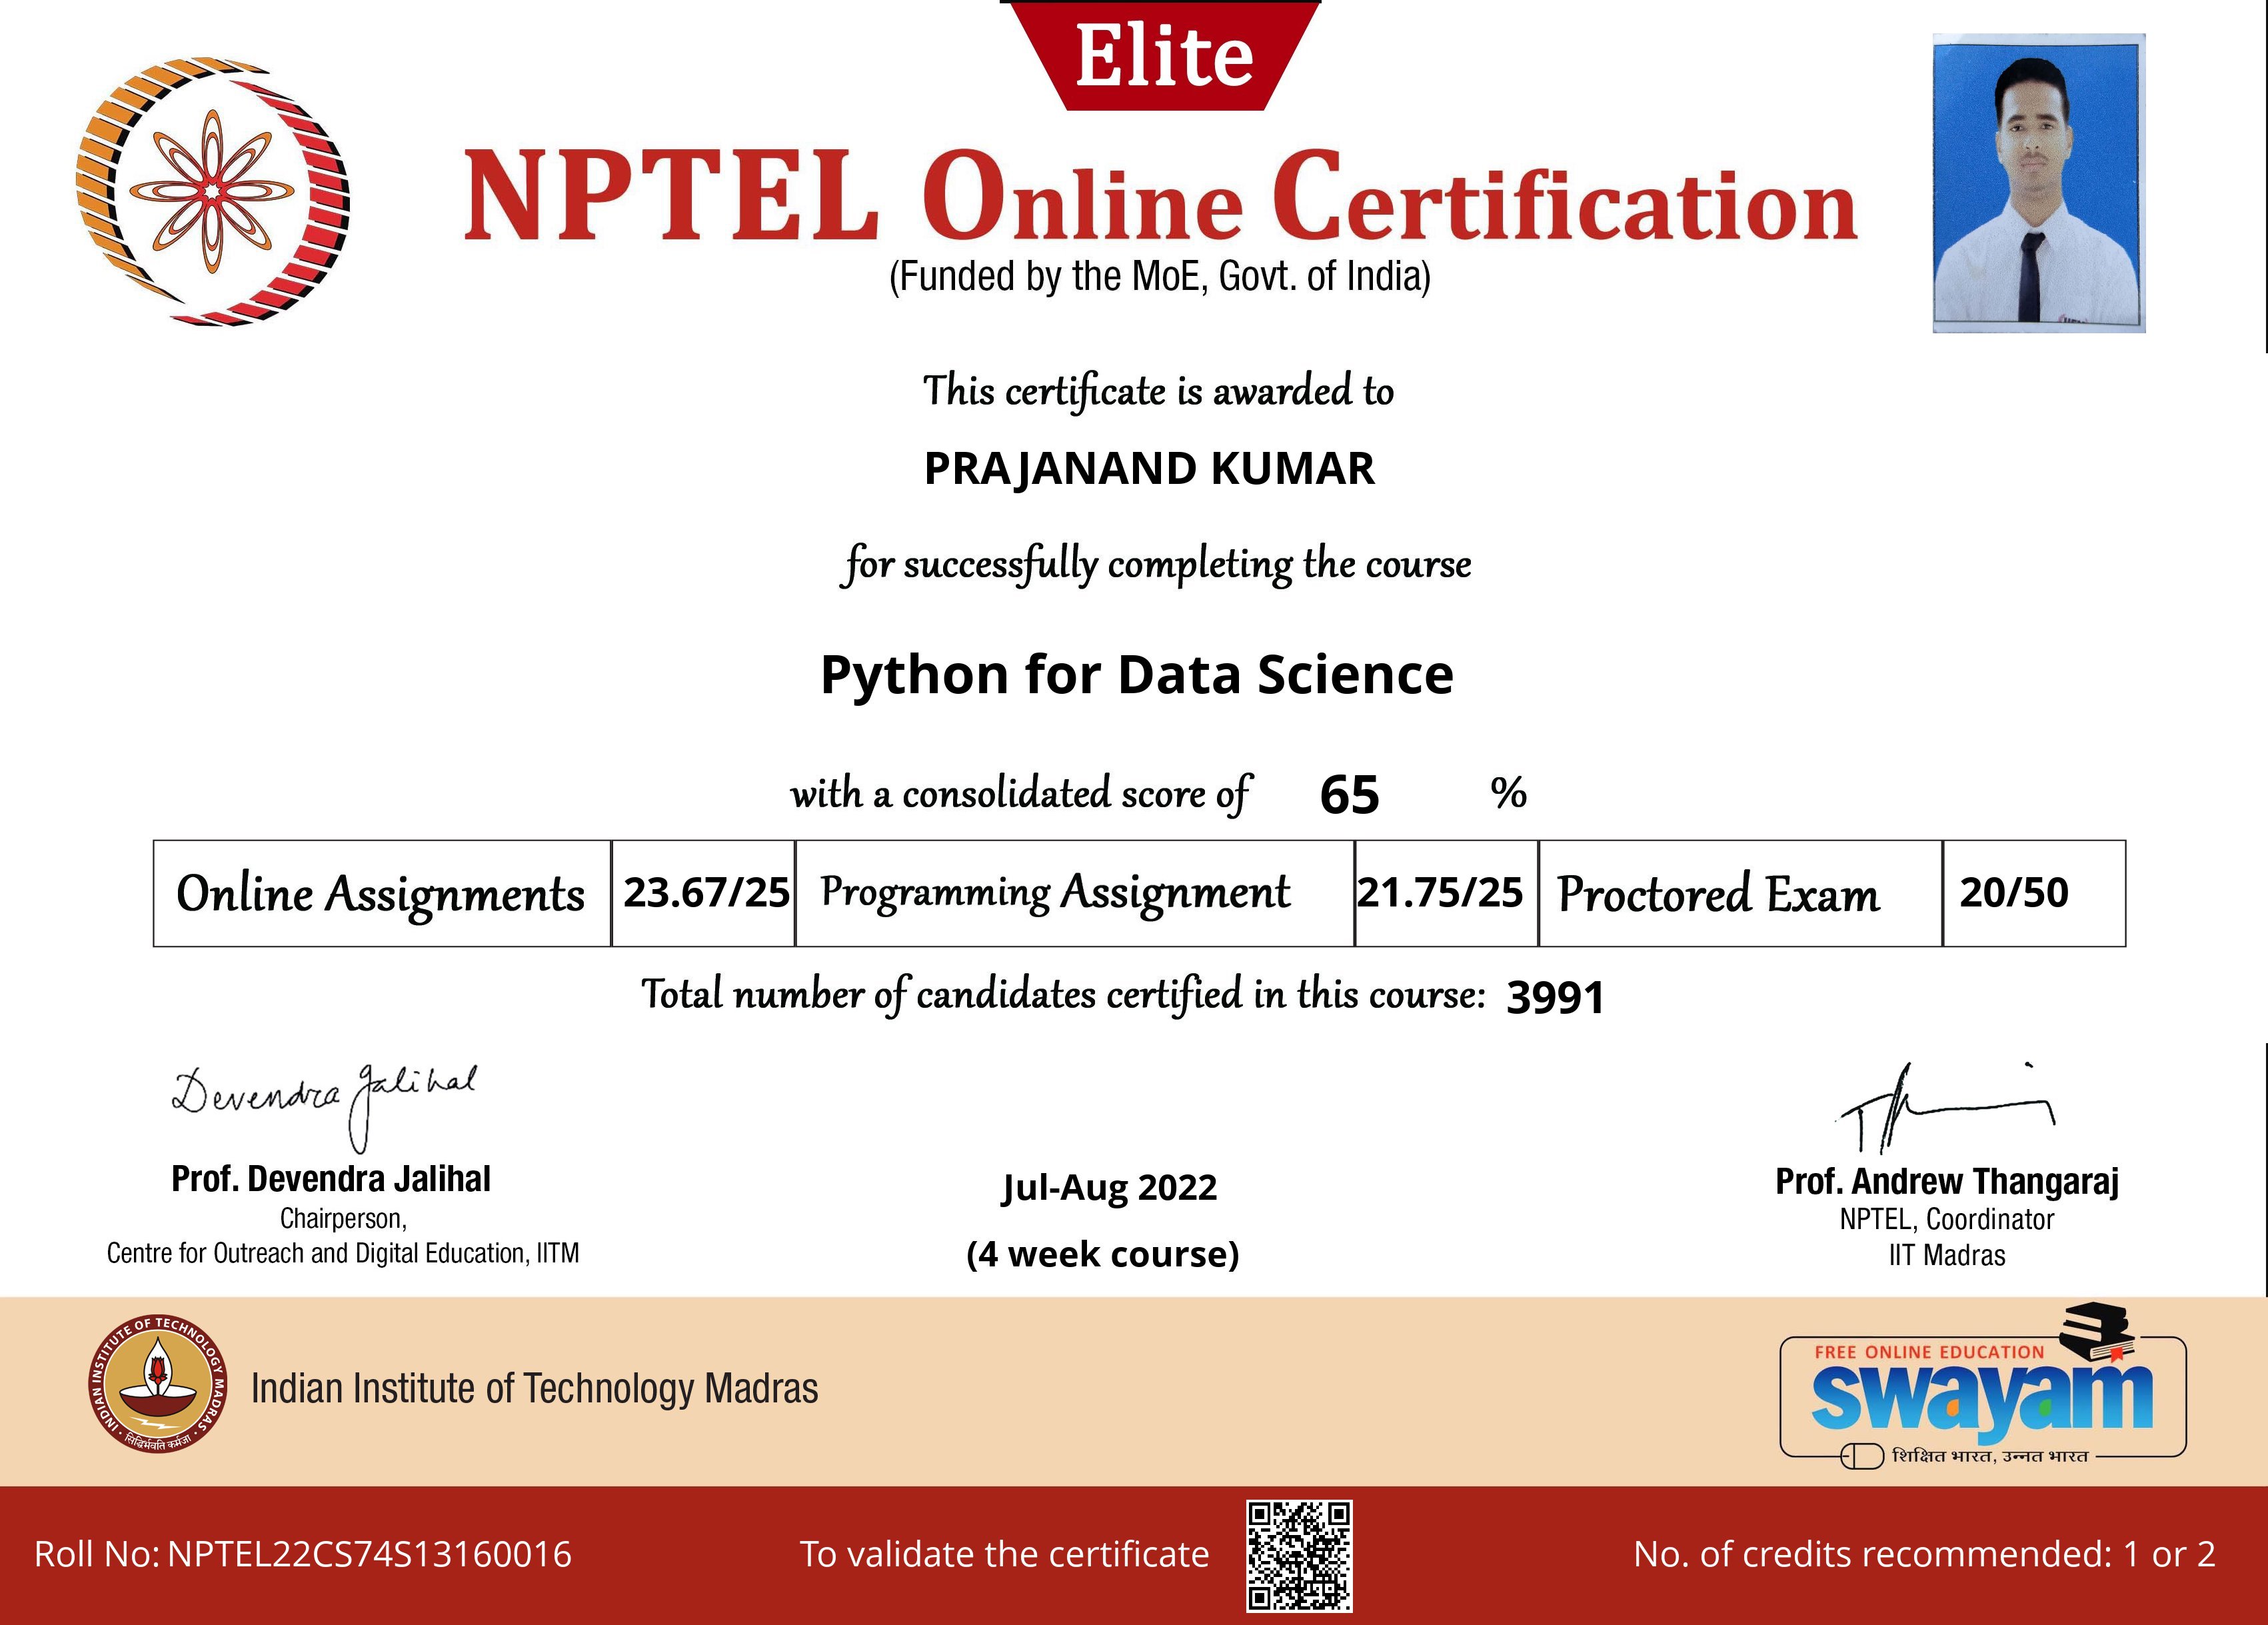 Elite
NPTEL Online Certification
(Funded by the MoE, Govt. of India)
This certificate is awarded to
PRAJANAND KUMAR
for successfully completing the course
Python for Data Science
with a consolidated score of 65 %
Online Assignments 23.67/25 Programming Assignment 21.75/25 Proctored Exam 20/50
Total number of candidates certified in this course: 3991
Devendra Jalihal
Prof. Devendra Jalihal
Chairperson,
Centre for Outreach and Digital Education, IITM
Jul-Aug 2022
(4 week course)
Prof. Andrew Thangaraj
NPTEL, Coordinator
IIT Madras
INDIAN INSTITUTE OF TECHNOLOGY MADRAS
सिद्धिर्भवति कर्मजा
Indian Institute of Technology Madras
FREE ONLINE EDUCATION
swayam
शिक्षित भारत, उन्नत भारत
Roll No: NPTEL22CS74S13160016
To validate the certificate
No. of credits recommended: 1 or 2